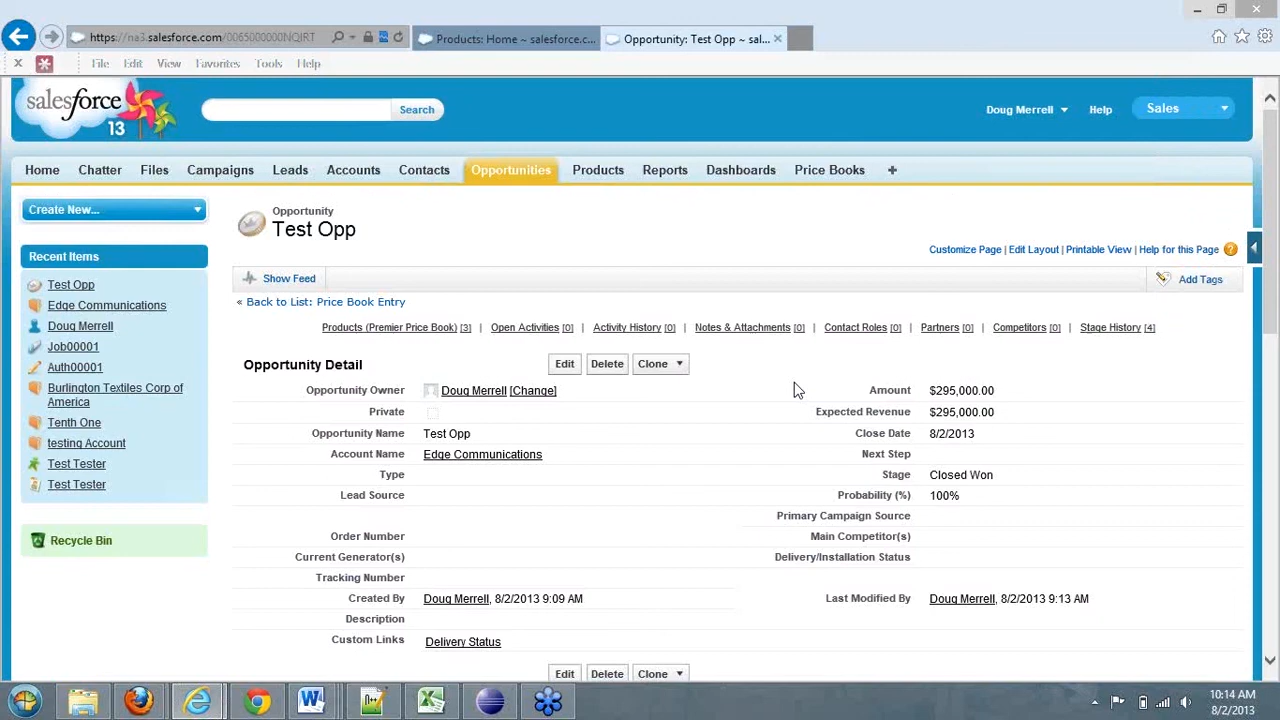 https://na3.salesforce.com/0065000000NQIRT
Products: Home ~ salesforce.c...
Opportunity: Test Opp ~ sal...
File Edit View Favorites Tools Help
salesforce
13
Search
Doug Merrell
Help
Sales
Home Chatter Files Campaigns Leads Accounts Contacts Opportunities Products Reports Dashboards Price Books +
Create New...
Recent Items
Test Opp
Edge Communications
Doug Merrell
Job00001
Auth00001
Burlington Textiles Corp of
America
Tenth One
testing Account
Test Tester
Test Tester
Recycle Bin
Opportunity
Test Opp
Customize Page | Edit Layout | Printable View | Help for this Page ?
Show Feed
Add Tags
« Back to List: Price Book Entry
Products (Premier Price Book) [3] | Open Activities [0] | Activity History [0] | Notes & Attachments [0] | Contact Roles [0] | Partners [0] | Competitors [0] | Stage History [4]
Opportunity Detail
Edit Delete Clone
Opportunity Owner Doug Merrell [Change] Amount $295,000.00
Private Expected Revenue $295,000.00
Opportunity Name Test Opp Close Date 8/2/2013
Account Name Edge Communications Next Step
Type Stage Closed Won
Lead Source Probability (%) 100%
Primary Campaign Source
Order Number Main Competitor(s)
Current Generator(s) Delivery/Installation Status
Tracking Number
Created By Doug Merrell, 8/2/2013 9:09 AM Last Modified By Doug Merrell, 8/2/2013 9:13 AM
Description
Custom Links Delivery Status
Edit Delete Clone
10:14 AM
8/2/2013